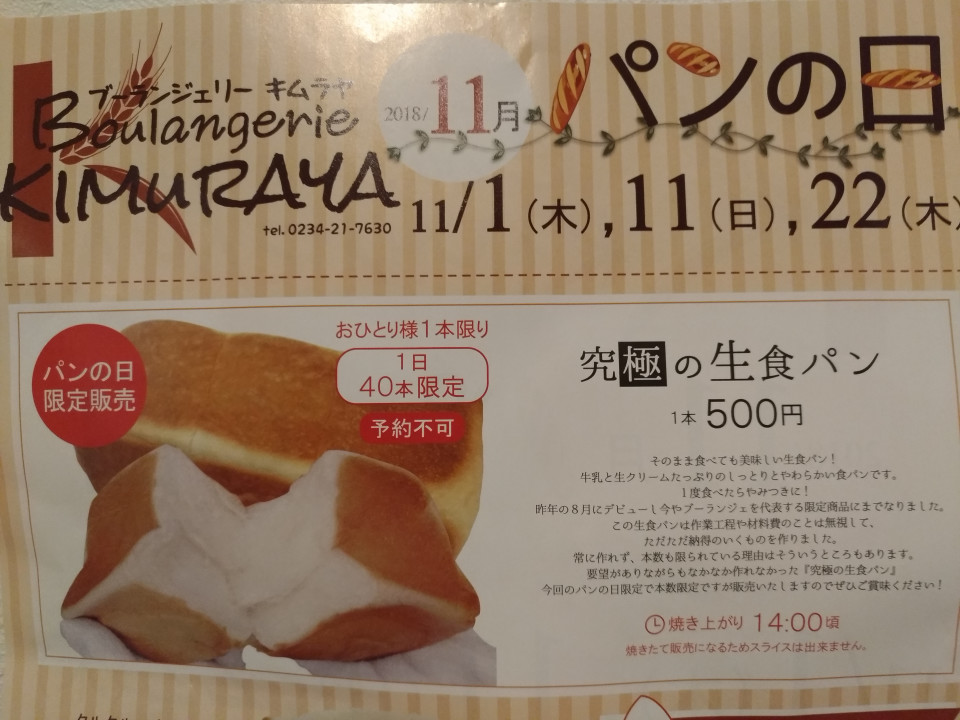 ブーランジェリー キムラヤ
Boulangerie
KIMURAYA
tel. 0234-21-7630
2018/11月
パンの日
11/1(木),11(日),22(木)
パンの日
限定販売
おひとり様1本限り
1日
40本限定
予約不可
究極の生食パン
1本 500円
そのまま食べても美味しい生食パン!
牛乳と生クリームたっぷりのしっとりとやわらかい食パンです。
1度食べたらやみつきに!
昨年の8月にデビューし今やブーランジェを代表する限定商品にまでなりました。
この生食パンは作業工程や材料費のことは無視して、
ただただ納得のいくものを作りました。
常に作れず、本数も限られている理由はそういうところもあります。
要望がありながらもなかなか作れなかった『究極の生食パン』
今回のパンの日限定で本数限定ですが販売いたしますのでぜひご賞味ください!
焼き上がり 14:00頃
焼きたて販売になるためスライスは出来ません。